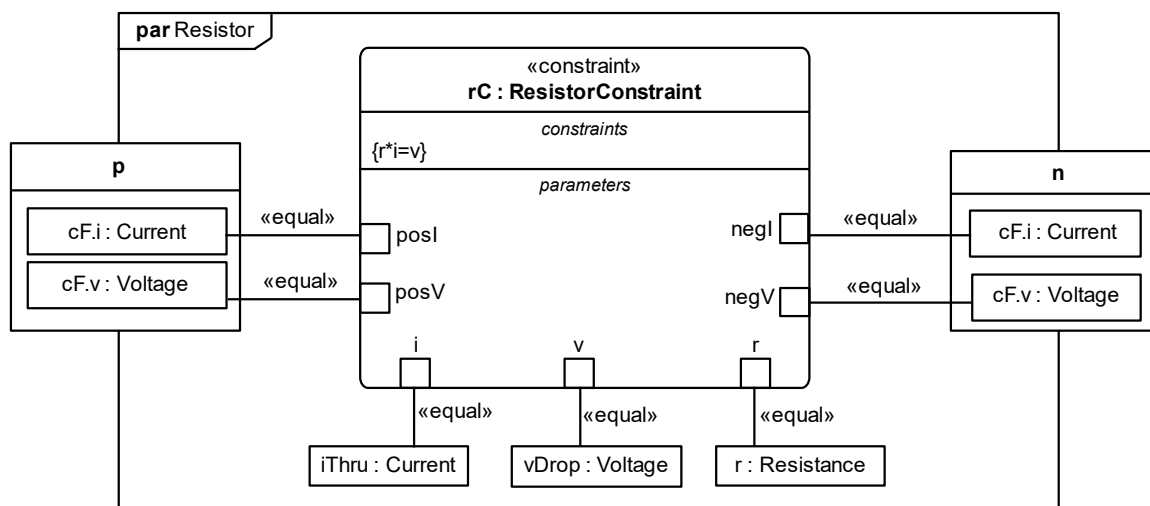 par Resistor
«constraint»
rC : ResistorConstraint
constraints
{r*i=v}
parameters
p
cF.i : Current
cF.v : Voltage
«equal»
«equal»
posI
posV
negI
negV
«equal»
«equal»
n
cF.i : Current
cF.v : Voltage
i
v
r
«equal»
«equal»
«equal»
iThru : Current
vDrop : Voltage
r : Resistance